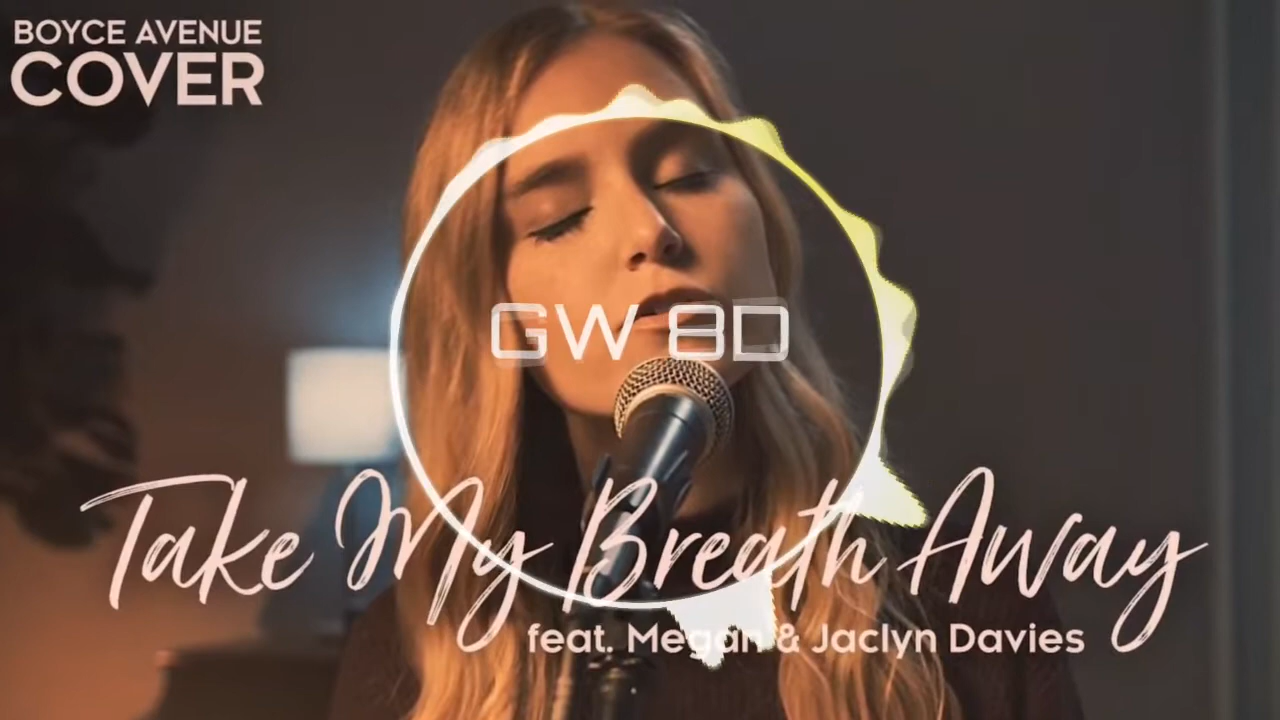 BOYCE AVENUE
COVER
GW 8D
Take My Breath Away
feat. Megan & Jaclyn Davies